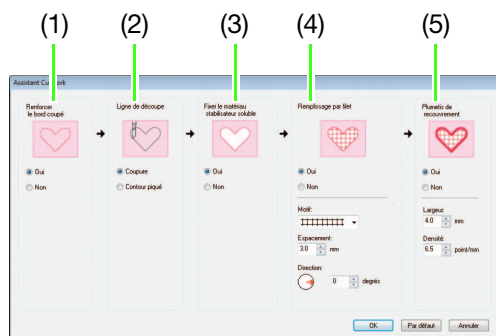 (1) (2) (3) (4) (5)
Assistant Cutwork
Renforcer
le bord coupé
Oui
Non
Ligne de découpe
Coupure
Contour piqué
Fixer le matériau
stabilisateur soluble
Oui
Non
Remplissage par filet
Oui
Non
Motif:
Espacement:
3.0 mm
Direction:
0 degrés
Plumetis de
recouvrement
Oui
Non
Largeur:
4.0 mm
Densité:
6.5 point/mm
OK Par défaut Annuler